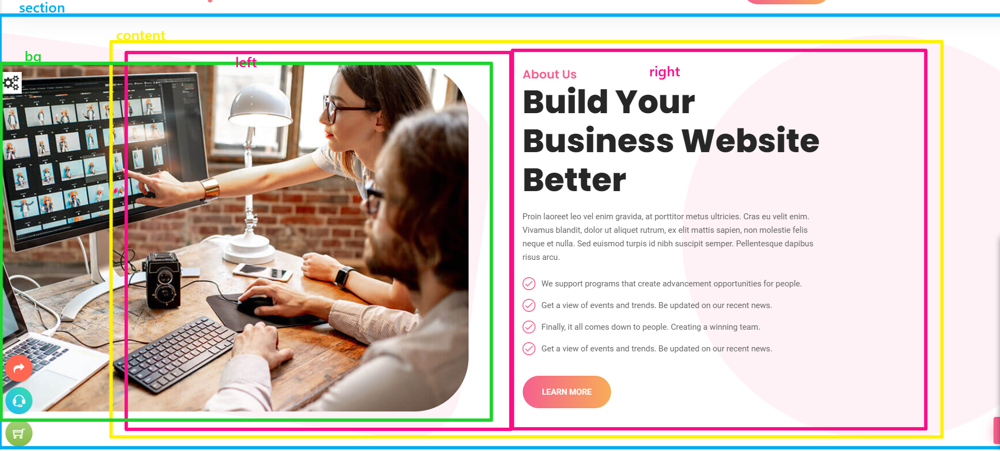 section
content
bg
left
right
About Us
Build Your
Business Website
Better
Proin laoreet leo vel enim gravida, at porttitor metus ultricies. Cras eu velit enim.
Vivamus blandit, dolor ut aliquet rutrum, ex elit mattis sapien, non molestie felis
neque et nulla. Sed euismod turpis id nibh suscipit semper. Pellentesque dapibus
risus arcu.
We support programs that create advancement opportunities for people.
Get a view of events and trends. Be updated on our recent news.
Finally, it all comes down to people. Creating a winning team.
Get a view of events and trends. Be updated on our recent news.
LEARN MORE